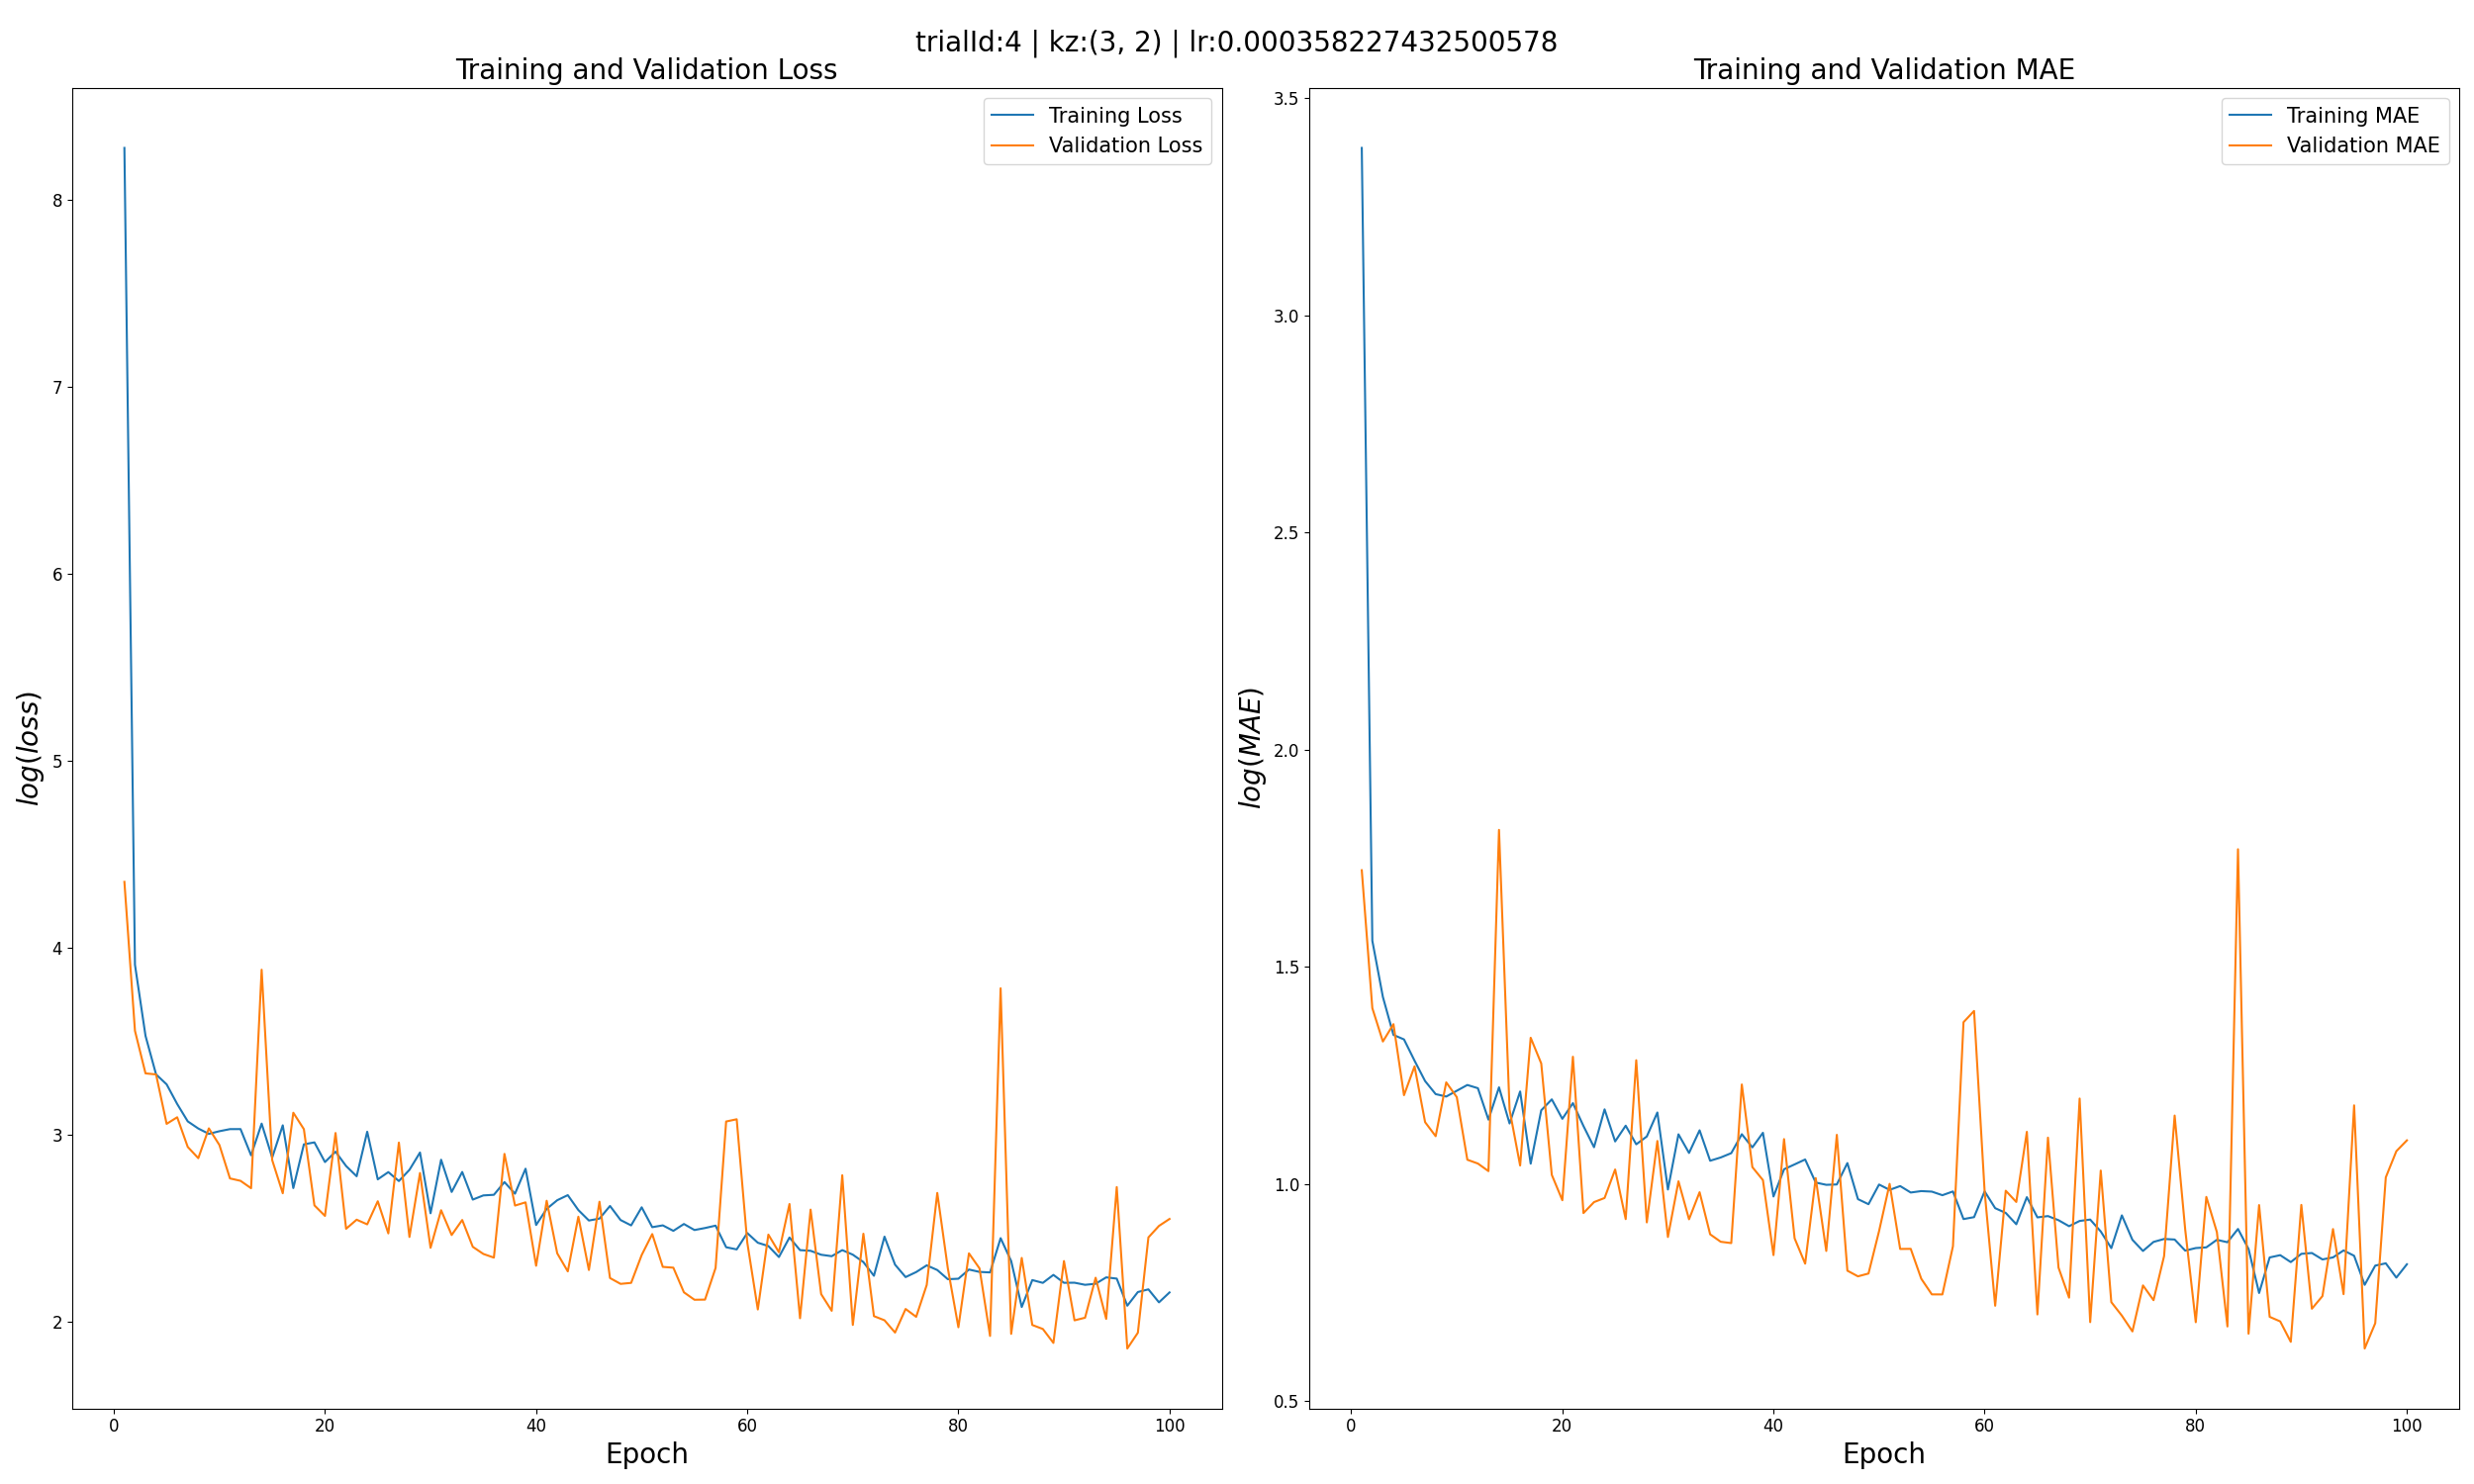 trialId:4 | kz:(3, 2) | lr:0.000358227432500578
Training and Validation Loss
Training Loss
Validation Loss
8
7
6
5
4
3
2
log(loss)
0 20 40 60 80 100
Epoch
Training and Validation MAE
Training MAE
Validation MAE
3.5
3.0
2.5
2.0
1.5
1.0
0.5
log(MAE)
0 20 40 60 80 100
Epoch